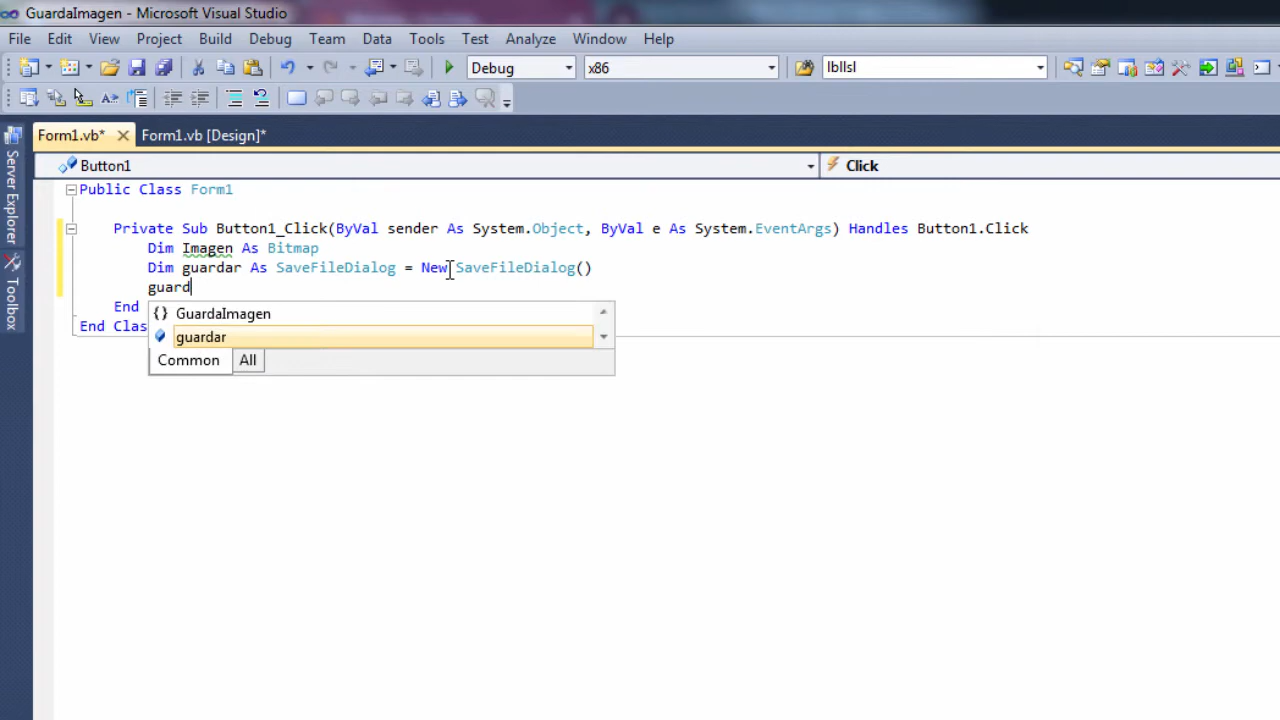 GuardaImagen - Microsoft Visual Studio
File Edit View Project Build Debug Team Data Tools Test Analyze Window Help
Debug x86 lbllsl
Form1.vb* Form1.vb [Design]*
Server Explorer
Toolbox
Button1 Click
Public Class Form1
Private Sub Button1_Click(ByVal sender As System.Object, ByVal e As System.EventArgs) Handles Button1.Click
Dim Imagen As Bitmap
Dim guardar As SaveFileDialog = New SaveFileDialog()
guard
End
End Clas
{} GuardaImagen
guardar
Common All